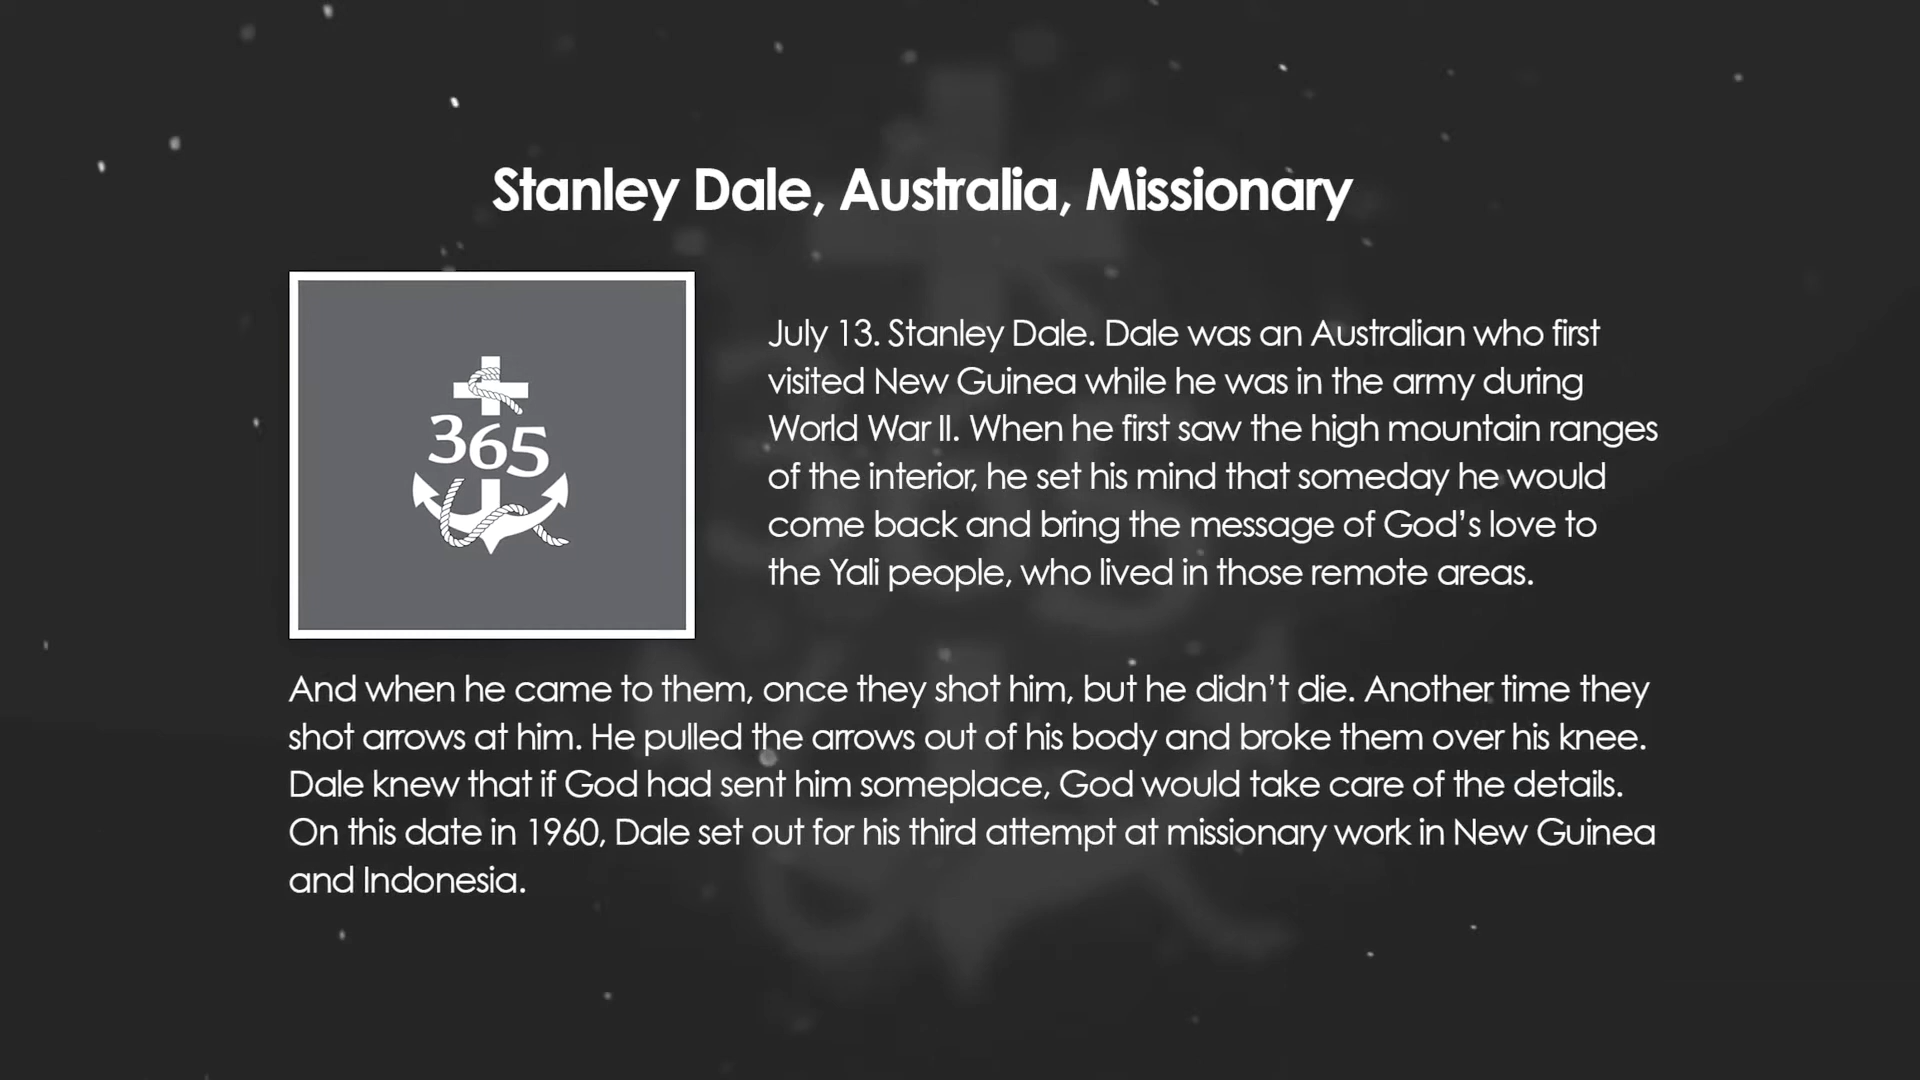 Stanley Dale, Australia, Missionary
365
July 13. Stanley Dale. Dale was an Australian who first
visited New Guinea while he was in the army during
World War II. When he first saw the high mountain ranges
of the interior, he set his mind that someday he would
come back and bring the message of God’s love to
the Yali people, who lived in those remote areas.
And when he came to them, once they shot him, but he didn’t die. Another time they
shot arrows at him. He pulled the arrows out of his body and broke them over his knee.
Dale knew that if God had sent him someplace, God would take care of the details.
On this date in 1960, Dale set out for his third attempt at missionary work in New Guinea
and Indonesia.